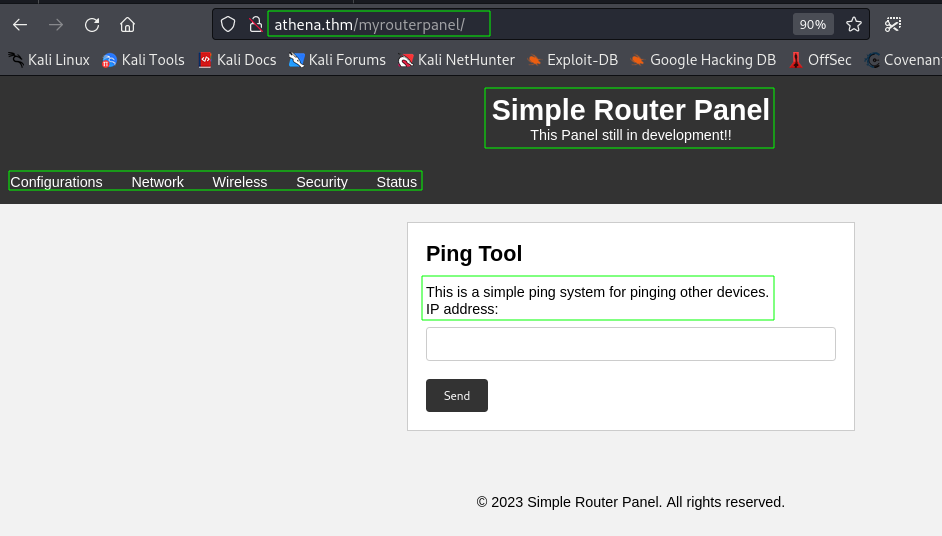 athena.thm/myrouterpanel/
90%
Kali Linux Kali Tools Kali Docs Kali Forums Kali NetHunter Exploit-DB Google Hacking DB OffSec Covenan
Simple Router Panel
This Panel still in development!!
Configurations Network Wireless Security Status
Ping Tool
This is a simple ping system for pinging other devices.
IP address:
Send
© 2023 Simple Router Panel. All rights reserved.